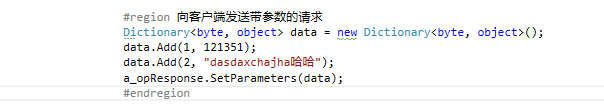 #region 向客户端发送带参数的请求
Dictionary<byte, object> data = new Dictionary<byte, object>();
data.Add(1, 121351);
data.Add(2, "dasdaxchajha哈哈");
a_opResponse.SetParameters(data);
#endregion